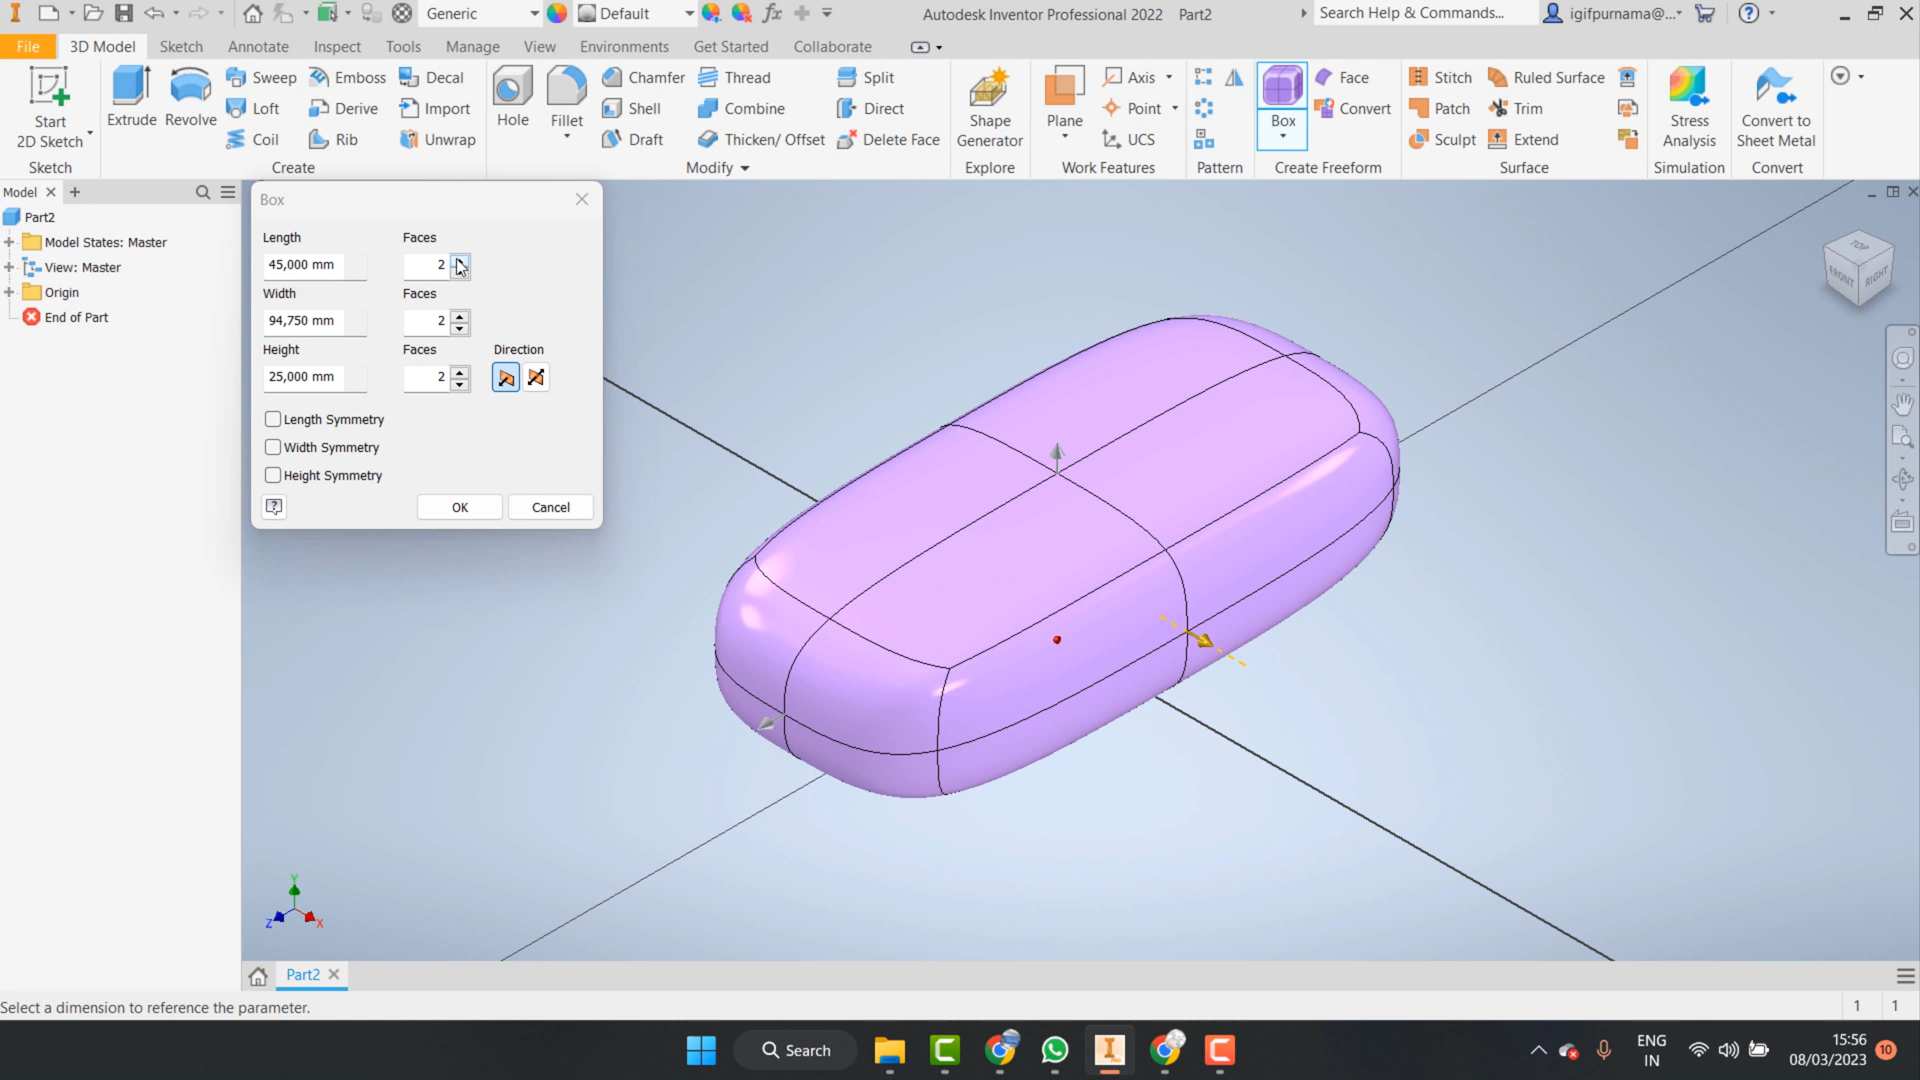 Generic
Default
fx
Autodesk Inventor Professional 2022 Part2
Search Help & Commands...
igifpurnama@...
File 3D Model Sketch Annotate Inspect Tools Manage View Environments Get Started Collaborate
Start
2D Sketch
Sketch
Extrude
Revolve
Sweep
Loft
Coil
Emboss
Derive
Rib
Decal
Import
Unwrap
Create
Hole
Fillet
Chamfer
Shell
Draft
Thread
Combine
Thicken/ Offset
Split
Direct
Delete Face
Modify
Shape
Generator
Explore
Plane
Axis
Point
UCS
Work Features
Pattern
Box
Face
Convert
Create Freeform
Stitch
Patch
Sculpt
Ruled Surface
Trim
Extend
Surface
Stress
Analysis
Simulation
Convert to
Sheet Metal
Convert
Model
Part2
Model States: Master
View: Master
Origin
End of Part
Box
Length Faces
45,000 mm 2
Width Faces
94,750 mm 2
Height Faces Direction
25,000 mm 2
Length Symmetry
Width Symmetry
Height Symmetry
OK Cancel
TOP
FRONT
RIGHT
Y
Z
X
Part2
Select a dimension to reference the parameter.
1 1
Search
ENG
IN
15:56
08/03/2023
10